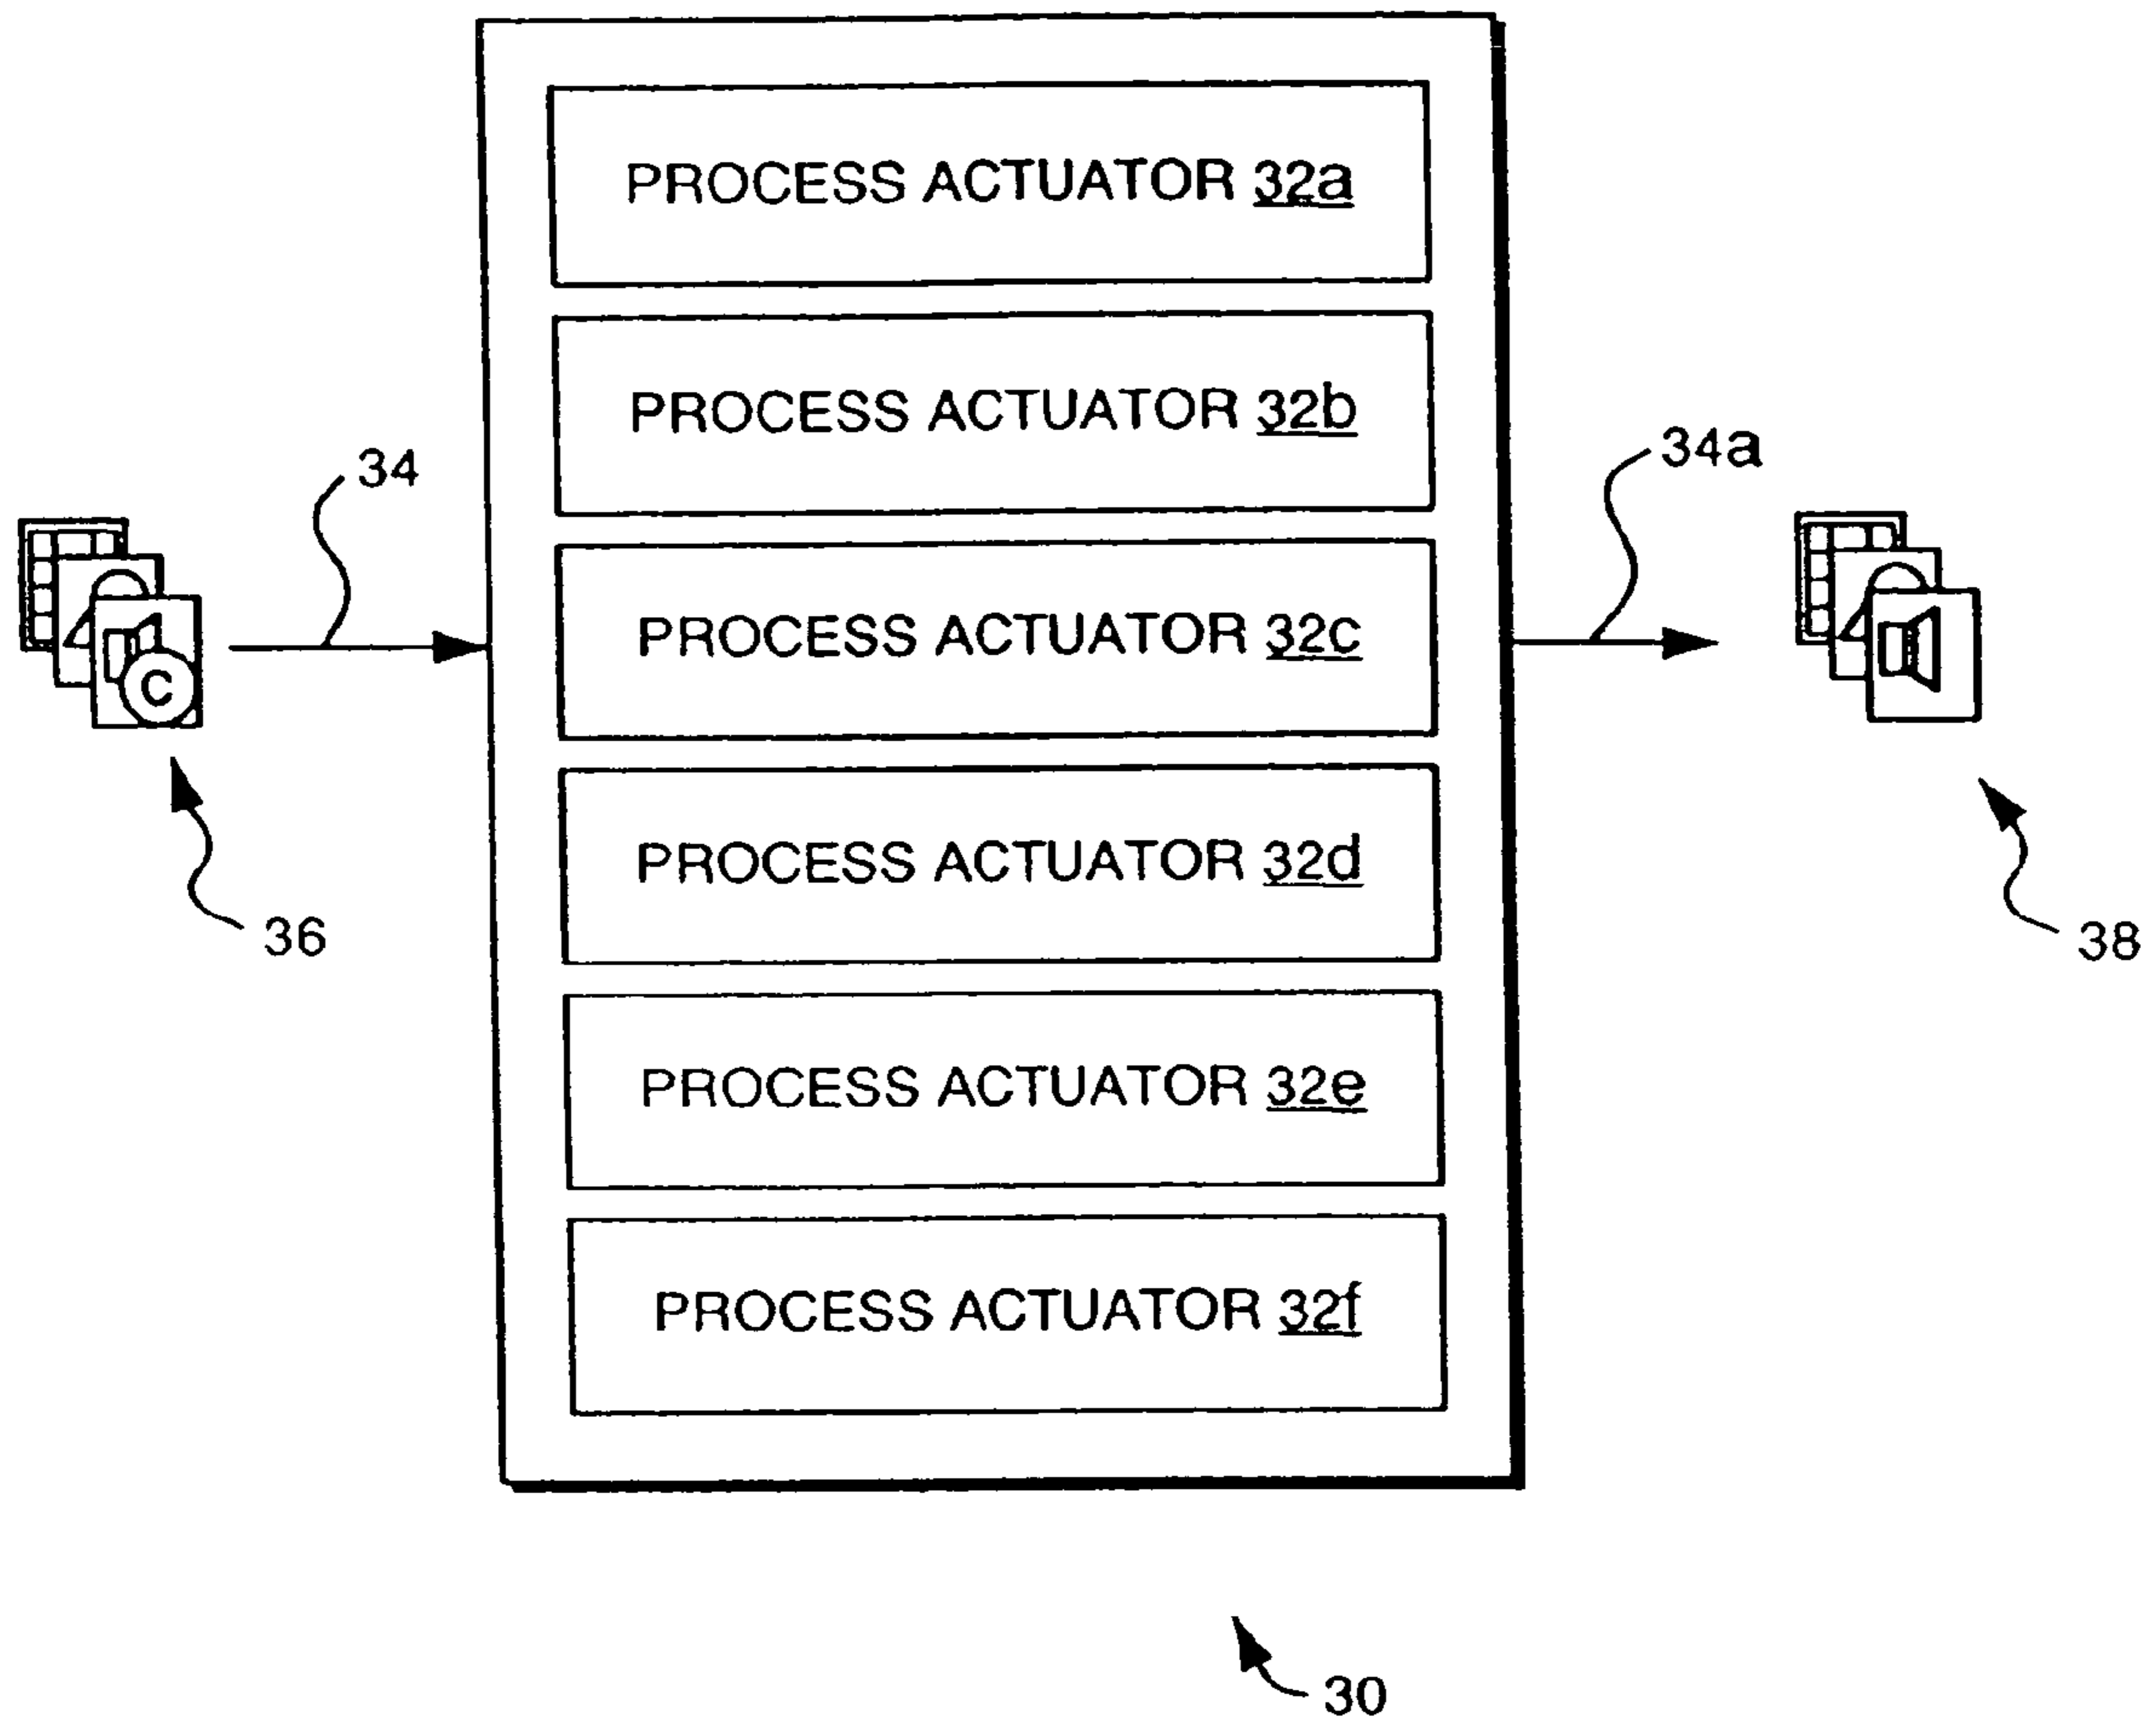 PROCESS ACTUATOR 32a
PROCESS ACTUATOR 32b
34
34a
PROCESS ACTUATOR 32c
C
PROCESS ACTUATOR 32d
36
38
PROCESS ACTUATOR 32e
PROCESS ACTUATOR 32f
30